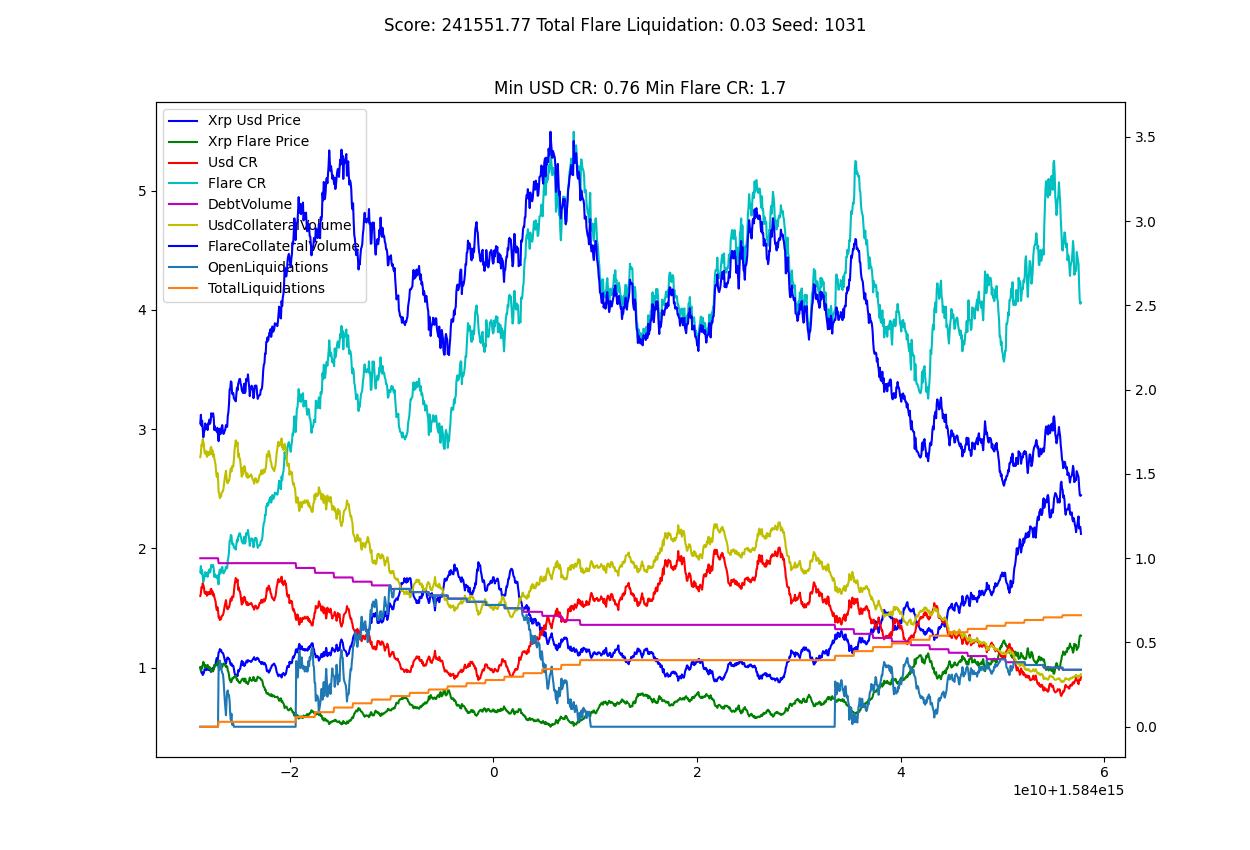 Score: 241551.77 Total Flare Liquidation: 0.03 Seed: 1031
Min USD CR: 0.76 Min Flare CR: 1.7
Xrp Usd Price
Xrp Flare Price
Usd CR
Flare CR
DebtVolume
UsdCollateralVolume
FlareCollateralVolume
OpenLiquidations
TotalLiquidations
5
4
3
2
1
3.5
3.0
2.5
2.0
1.5
1.0
0.5
0.0
−2 0 2 4 6
1e10+1.584e15